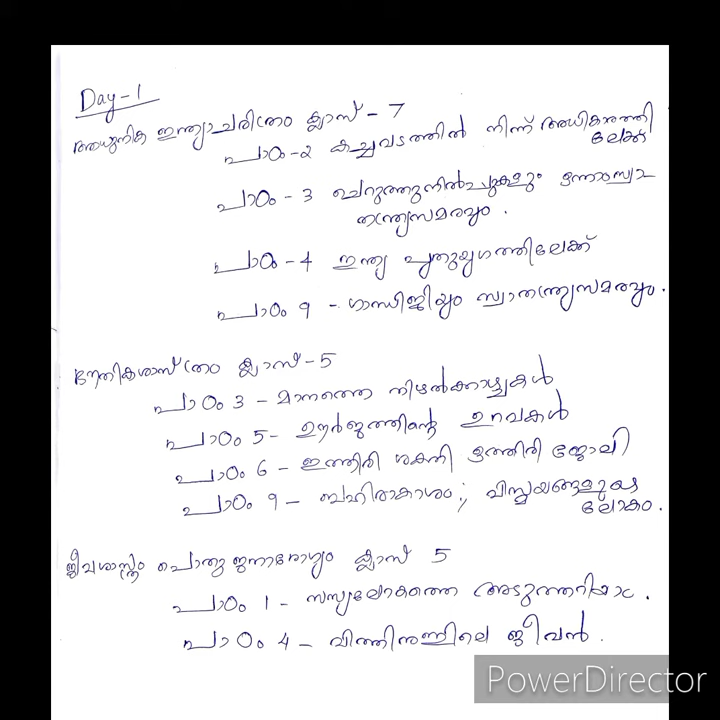 Day-1
ആധുനിക ഇന്ത്യാചരിത്രം ക്ലാസ് - 7
പാഠം-2 കച്ചവടത്തിൽ നിന്ന് അധികാരത്തി
ലേക്ക്
പാഠം - 3 ചെറുത്തുനിൽപ്പുകളും ഒന്നാംസ്വാ
തന്ത്ര്യസമരവും .
പാഠം -4 ഇന്ത്യ പുതുയുഗത്തിലേക്ക്
പാഠം 9 - ഗാന്ധിജിയും സ്വാതന്ത്ര്യസമരവും.
ഭൗതികശാസ്ത്രം ക്ലാസ് - 5
പാഠം 3 - മാനത്തെ നിഴൽക്കാഴ്ചകൾ
പാഠം 5- ഊർജത്തിന്റെ ഉറവകൾ
പാഠം 6 - ഇത്തിരി ശക്തി ഒത്തിരി ജോലി
പാഠം 9 - ബഹിരാകാശം; വിസ്മയങ്ങളുടെ
ലോകം .
ജീവശാസ്ത്രം പൊതുജനാരോഗ്യം ക്ലാസ് 5
പാഠം 1 - സസ്യലോകത്തെ അടുത്തറിയാം .
പാഠം 4 - വിത്തിനുള്ളിലെ ജീവൻ .
PowerDirector